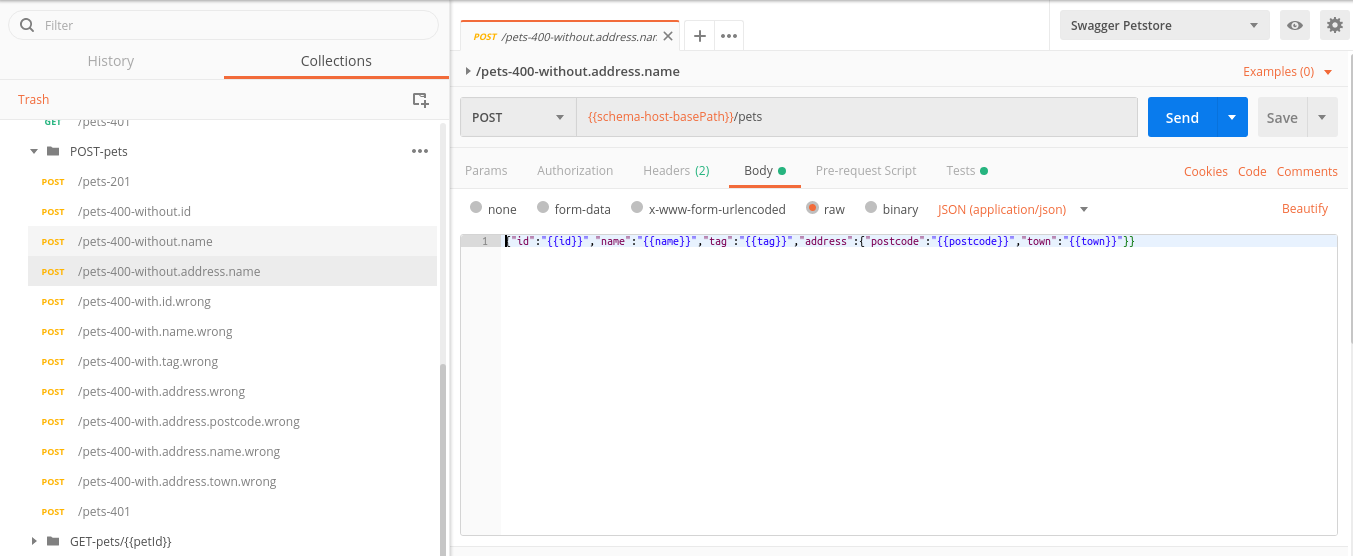 Filter
History
Collections
Trash
GET /pets-401
POST-pets
POST /pets-201
POST /pets-400-without.id
POST /pets-400-without.name
POST /pets-400-without.address.name
POST /pets-400-with.id.wrong
POST /pets-400-with.name.wrong
POST /pets-400-with.tag.wrong
POST /pets-400-with.address.wrong
POST /pets-400-with.address.postcode.wrong
POST /pets-400-with.address.name.wrong
POST /pets-400-with.address.town.wrong
POST /pets-401
GET-pets/{{petId}}
POST /pets-400-without.address.nar
Swagger Petstore
/pets-400-without.address.name
Examples (0)
POST
{{schema-host-basePath}}/pets
Send
Save
Params
Authorization
Headers (2)
Body
Pre-request Script
Tests
Cookies
Code
Comments
none
form-data
x-www-form-urlencoded
raw
binary
JSON (application/json)
Beautify
1 {"id":"{{id}}","name":"{{name}}","tag":"{{tag}}","address":{"postcode":"{{postcode}}","town":"{{town}}"}}